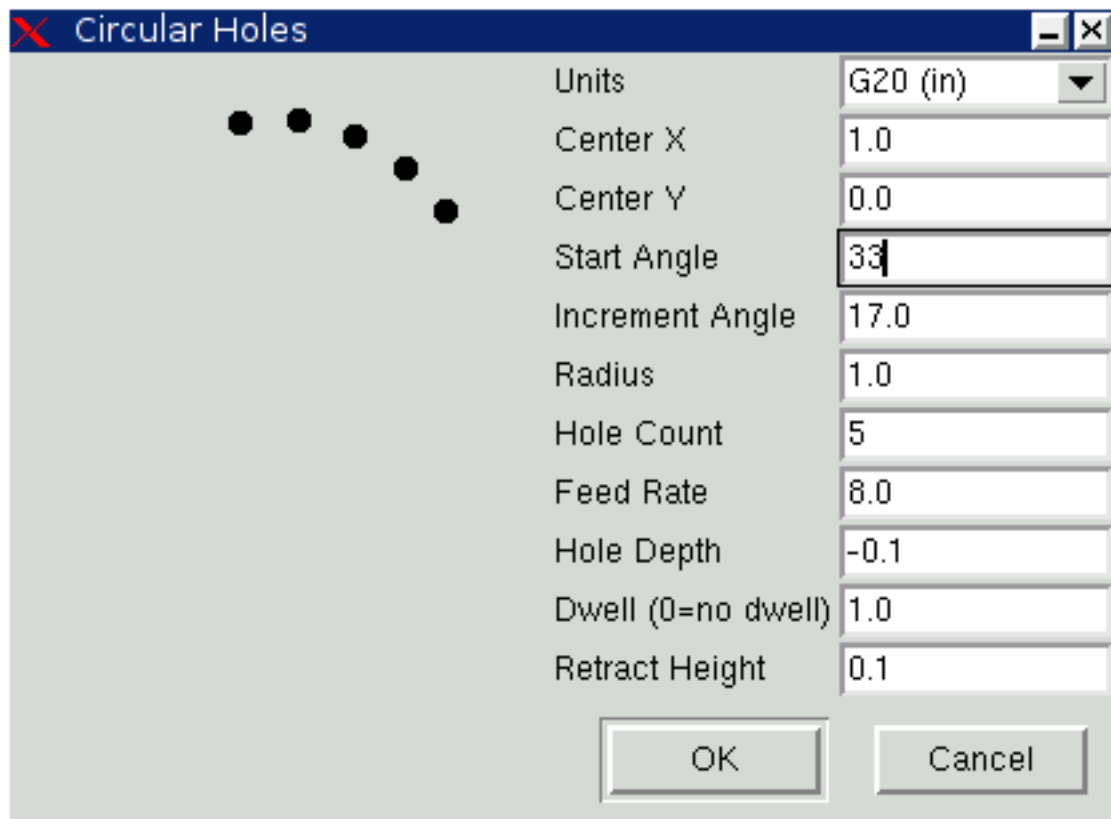 Circular Holes
Units G20 (in)
Center X 1.0
Center Y 0.0
Start Angle 33
Increment Angle 17.0
Radius 1.0
Hole Count 5
Feed Rate 8.0
Hole Depth -0.1
Dwell (0=no dwell) 1.0
Retract Height 0.1
OK Cancel